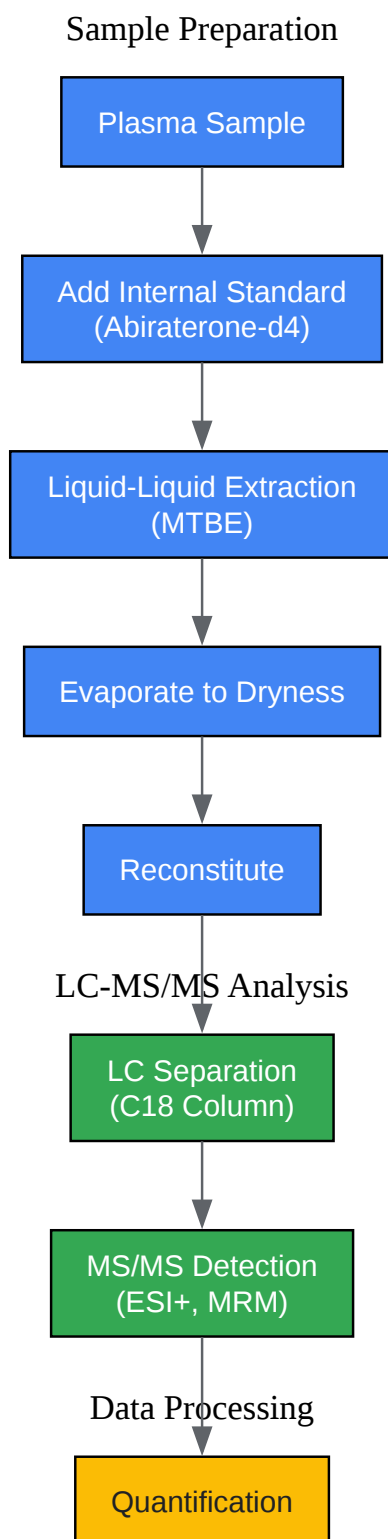 Sample Preparation
Plasma Sample
Add Internal Standard
(Abiraterone-d4)
Liquid-Liquid Extraction
(MTBE)
Evaporate to Dryness
Reconstitute
LC-MS/MS Analysis
LC Separation
(C18 Column)
MS/MS Detection
(ESI+, MRM)
Data Processing
Quantification